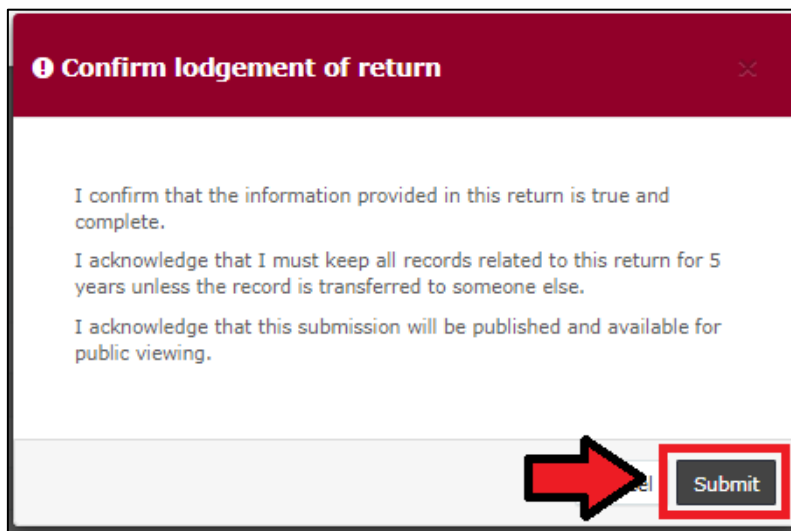 Confirm lodgement of return
I confirm that the information provided in this return is true and
complete.
I acknowledge that I must keep all records related to this return for 5
years unless the record is transferred to someone else.
I acknowledge that this submission will be published and available for
public viewing.
Submit